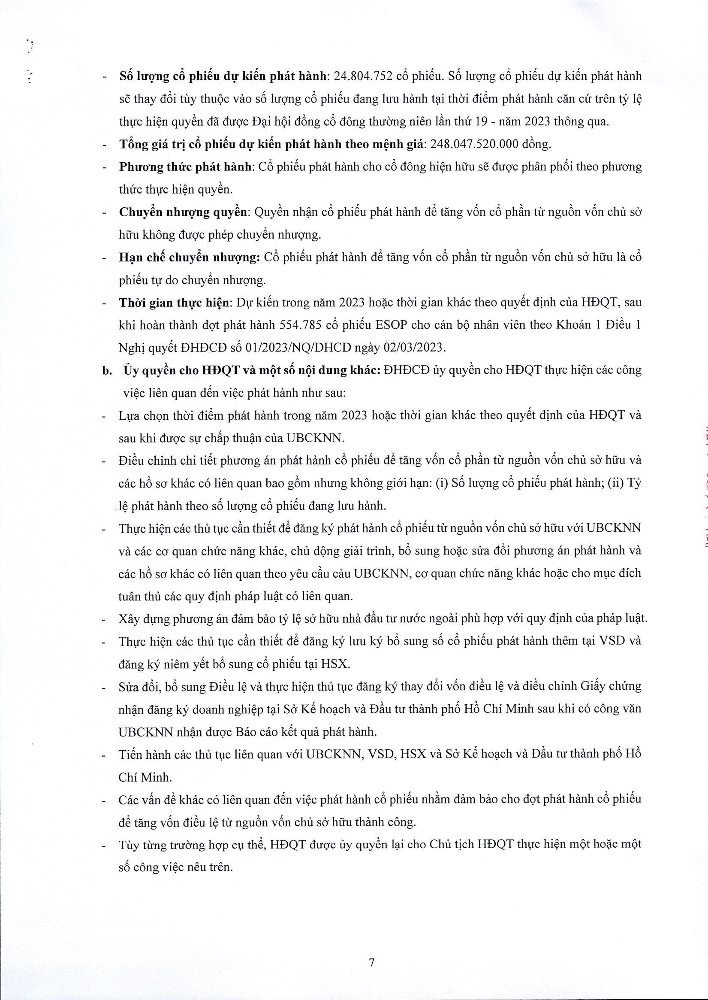 - Số lượng cổ phiếu dự kiến phát hành: 24.804.752 cổ phiếu. Số lượng cổ phiếu dự kiến phát hành
sẽ thay đổi tùy thuộc vào số lượng cổ phiếu đang lưu hành tại thời điểm phát hành căn cứ trên tỷ lệ
thực hiện quyền đã được Đại hội đồng cổ đông thường niên lần thứ 19 - năm 2023 thông qua.
- Tổng giá trị cổ phiếu dự kiến phát hành theo mệnh giá: 248.047.520.000 đồng.
- Phương thức phát hành: Cổ phiếu phát hành cho cổ đông hiện hữu sẽ được phân phối theo phương
thức thực hiện quyền.
- Chuyển nhượng quyền: Quyền nhận cổ phiếu phát hành để tăng vốn cổ phần từ nguồn vốn chủ sở
hữu không được phép chuyển nhượng.
- Hạn chế chuyển nhượng: Cổ phiếu phát hành để tăng vốn cổ phần từ nguồn vốn chủ sở hữu là cổ
phiếu tự do chuyển nhượng.
- Thời gian thực hiện: Dự kiến trong năm 2023 hoặc thời gian khác theo quyết định của HĐQT, sau
khi hoàn thành đợt phát hành 554.785 cổ phiếu ESOP cho cán bộ nhân viên theo Khoản 1 Điều 1
Nghị quyết ĐHĐCĐ số 01/2023/NQ/DHCD ngày 02/03/2023.
b. Ủy quyền cho HĐQT và một số nội dung khác: ĐHĐCĐ ủy quyền cho HĐQT thực hiện các công
việc liên quan đến việc phát hành như sau:
- Lựa chọn thời điểm phát hành trong năm 2023 hoặc thời gian khác theo quyết định của HĐQT và
sau khi được sự chấp thuận của UBCKNN.
- Điều chỉnh chi tiết phương án phát hành cổ phiếu để tăng vốn cổ phần từ nguồn vốn chủ sở hữu và
các hồ sơ khác có liên quan bao gồm nhưng không giới hạn: (i) Số lượng cổ phiếu phát hành; (ii) Tỷ
lệ phát hành theo số lượng cổ phiếu đang lưu hành.
- Thực hiện các thủ tục cần thiết để đăng ký phát hành cổ phiếu từ nguồn vốn chủ sở hữu với UBCKNN
và các cơ quan chức năng khác, chủ động giải trình, bổ sung hoặc sửa đổi phương án phát hành và
các hồ sơ khác có liên quan theo yêu cầu cảu UBCKNN, cơ quan chức năng khác hoặc cho mục đích
tuân thủ các quy định pháp luật có liên quan.
- Xây dựng phương án đảm bảo tỷ lệ sở hữu nhà đầu tư nước ngoài phù hợp với quy định của pháp luật.
- Thực hiện các thủ tục cần thiết để đăng ký lưu ký bổ sung số cổ phiếu phát hành thêm tại VSD và
đăng ký niêm yết bổ sung cổ phiếu tại HSX.
- Sửa đổi, bổ sung Điều lệ và thực hiện thủ tục đăng ký thay đổi vốn điều lệ và điều chỉnh Giấy chứng
nhận đăng ký doanh nghiệp tại Sở Kế hoạch và Đầu tư thành phố Hồ Chí Minh sau khi có công văn
UBCKNN nhận được Báo cáo kết quả phát hành.
- Tiến hành các thủ tục liên quan với UBCKNN, VSD, HSX và Sở Kế hoạch và Đầu tư thành phố Hồ
Chí Minh.
- Các vấn đề khác có liên quan đến việc phát hành cổ phiếu nhằm đảm bảo cho đợt phát hành cổ phiếu
để tăng vốn điều lệ từ nguồn vốn chủ sở hữu thành công.
- Tùy từng trường hợp cụ thể, HĐQT được ủy quyền lại cho Chủ tịch HĐQT thực hiện một hoặc một
số công việc nêu trên.
7